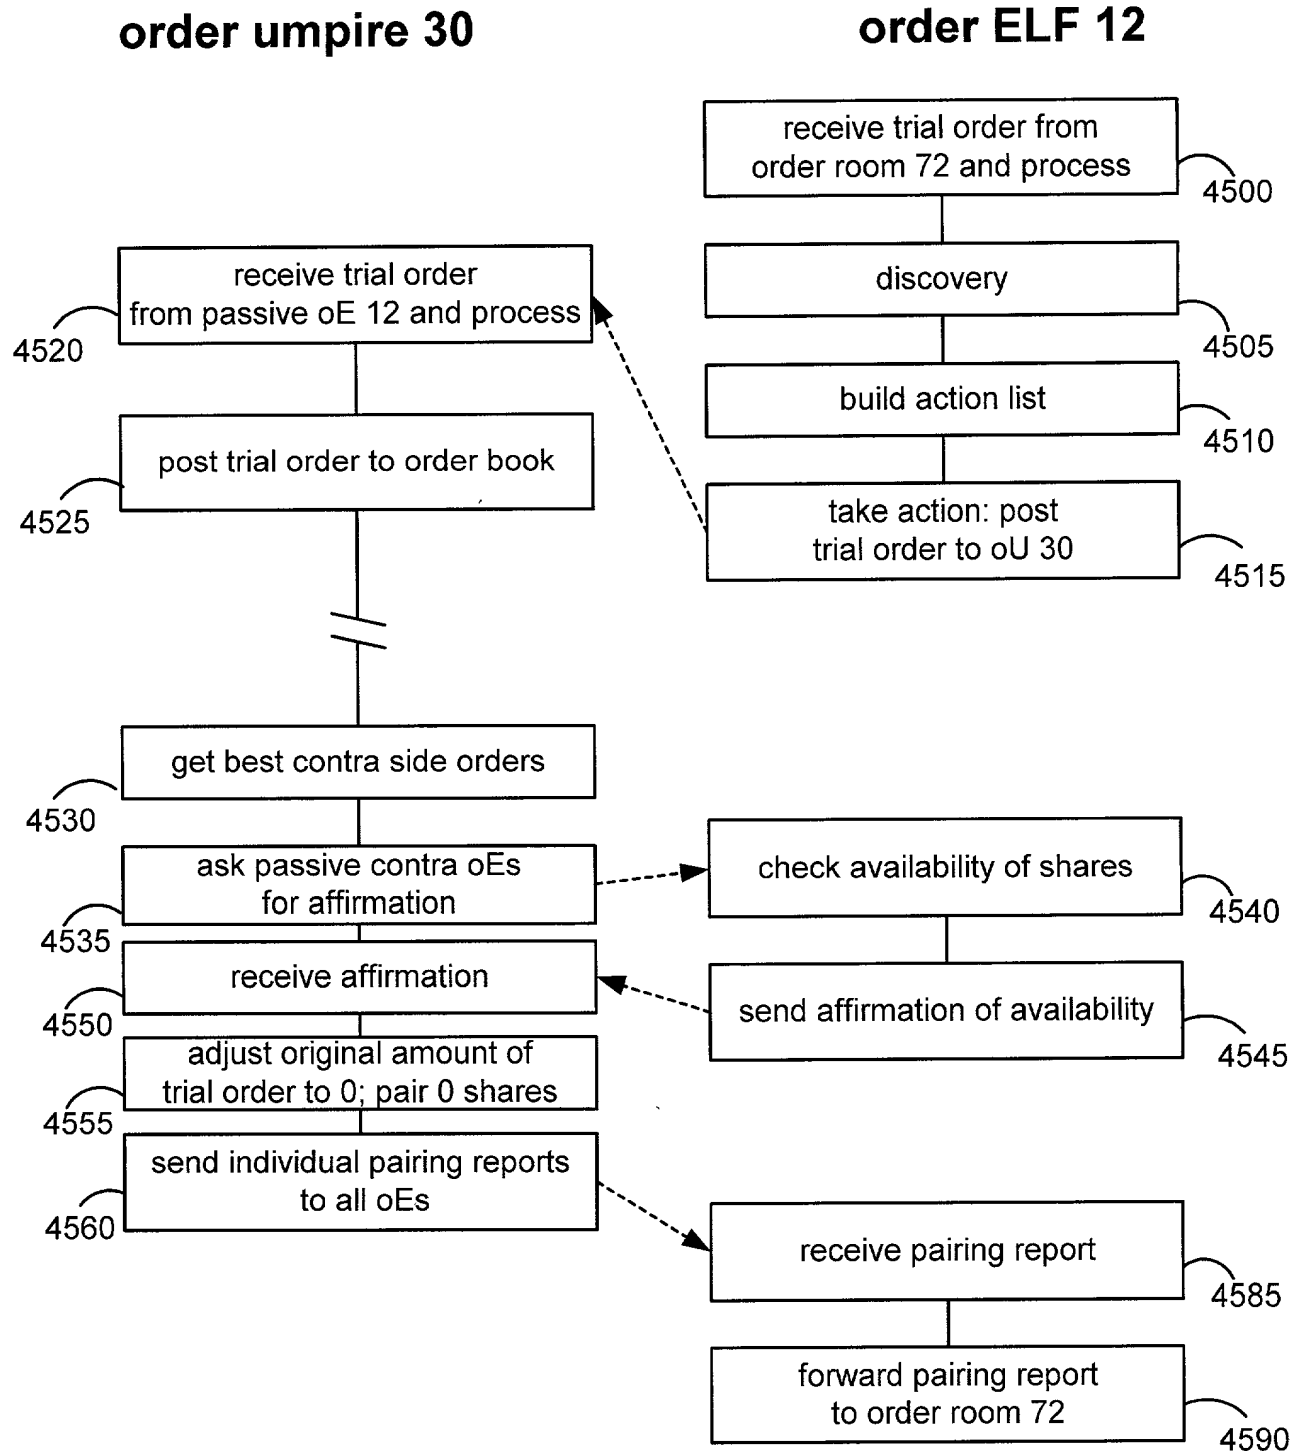 order umpire 30
order ELF 12
receive trial order from
order room 72 and process
4500
discovery
4505
build action list
4510
take action: post
trial order to oU 30
4515
receive trial order
from passive oE 12 and process
4520
post trial order to order book
4525
get best contra side orders
4530
ask passive contra oEs
for affirmation
4535
check availability of shares
4540
send affirmation of availability
4545
receive affirmation
4550
adjust original amount of
trial order to 0; pair 0 shares
4555
send individual pairing reports
to all oEs
4560
receive pairing report
4585
forward pairing report
to order room 72
4590